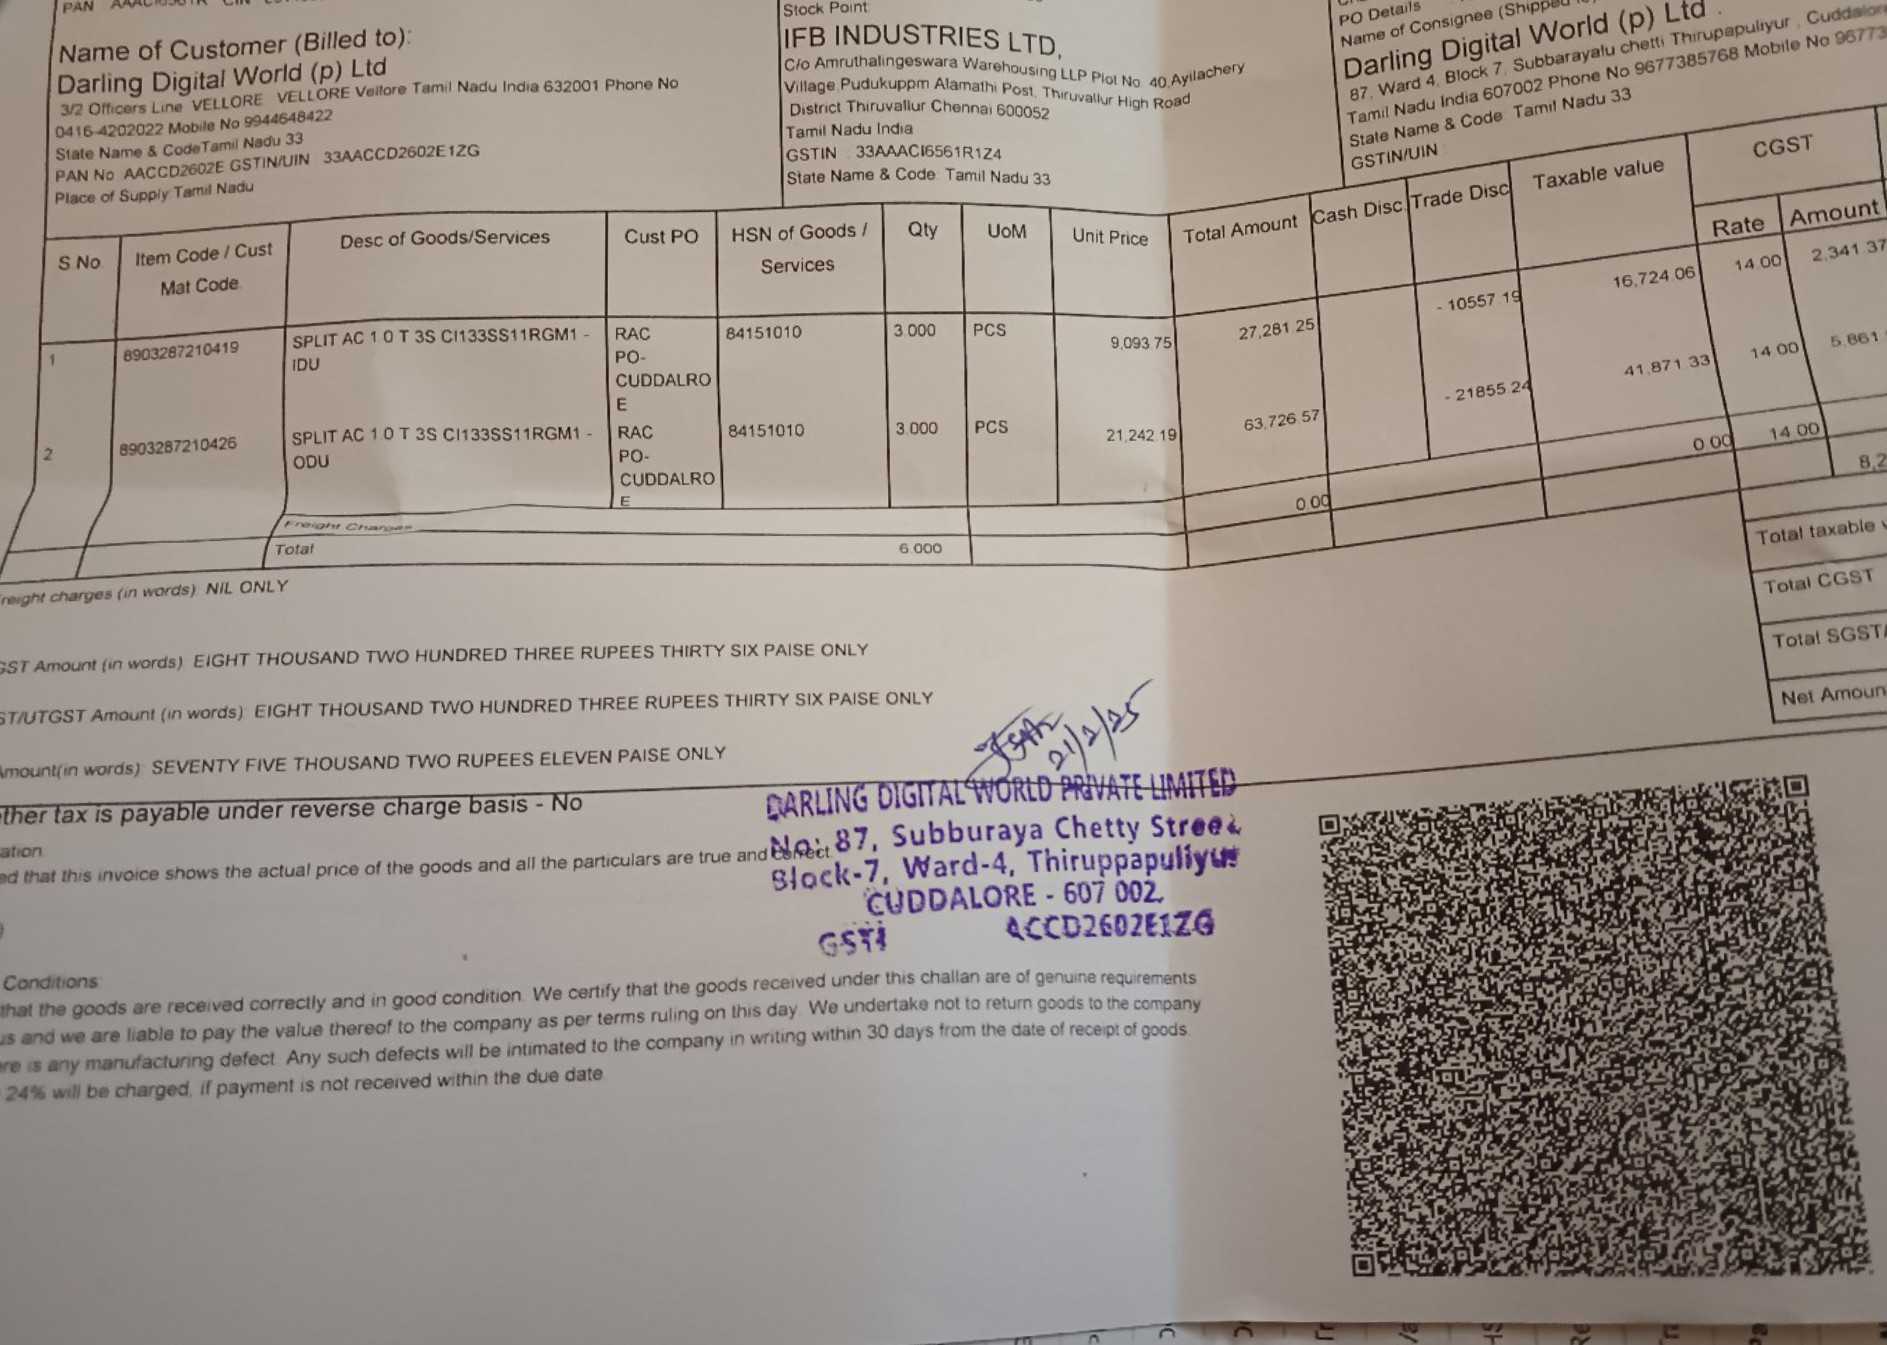 PAN
Name of Customer (Billed to):
Darling Digital World (p) Ltd
3/2 Officers Line VELLORE VELLORE Vellore Tamil Nadu India 632001 Phone No
0416-4202022 Mobile No 9944648422
State Name & CodeTamil Nadu 33
PAN No AACCD2602E GSTIN/UIN 33AACCD2602E1ZG
Place of Supply Tamil Nadu
Stock Point
IFB INDUSTRIES LTD,
C/o Amruthalingeswara Warehousing LLP Plot No. 40,Ayilachery
Village,Pudukuppm Alamathi Post, Thiruvallur High Road
District Thiruvallur Chennai 600052
Tamil Nadu India
GSTIN : 33AAACI6561R1Z4
State Name & Code: Tamil Nadu 33
PO Details
Name of Consignee (Shipped
Darling Digital World (p) Ltd
87, Ward 4, Block 7, Subbarayalu chetti Thirupapuliyur , Cuddalore
Tamil Nadu India 607002 Phone No 9677385768 Mobile No 96773
State Name & Code Tamil Nadu 33
GSTIN/UIN
S No Item Code / Cust Mat Code Desc of Goods/Services Cust PO HSN of Goods / Services Qty UoM Unit Price Total Amount Cash Disc Trade Disc Taxable value CGST
Rate Amount
1 8903287210419 SPLIT AC 1.0 T 3S CI133SS11RGM1 - RAC 84151010 3.000 PCS 9,093.75 27,281.25 - 10557.19 16,724.06 14.00 2,341.37
IDU PO-
CUDDALRO
E
2 8903287210426 SPLIT AC 1.0 T 3S CI133SS11RGM1 - RAC 84151010 3.000 PCS 21,242.19 63,726.57 - 21855.24 41,871.33 14.00 5,861
ODU PO-
CUDDALRO
E
Freight Charges 0.00 0.00 14.00
Total 6.000 8,2
reight charges (in words) NIL ONLY
Total taxable
Total CGST
Total SGST/
Net Amoun
GST Amount (in words) EIGHT THOUSAND TWO HUNDRED THREE RUPEES THIRTY SIX PAISE ONLY
ST/UTGST Amount (in words) EIGHT THOUSAND TWO HUNDRED THREE RUPEES THIRTY SIX PAISE ONLY
Amount(in words) SEVENTY FIVE THOUSAND TWO RUPEES ELEVEN PAISE ONLY
21/2/25
ther tax is payable under reverse charge basis - No
ation
ed that this invoice shows the actual price of the goods and all the particulars are true and correct
DARLING DIGITAL WORLD PRIVATE LIMITED
No: 87, Subburaya Chetty Street,
Block-7, Ward-4, Thiruppapuliyur
CUDDALORE - 607 002.
GSTI ACCD2602E1ZG
Conditions
that the goods are received correctly and in good condition. We certify that the goods received under this challan are of genuine requirements
us and we are liable to pay the value thereof to the company as per terms ruling on this day. We undertake not to return goods to the company
ere is any manufacturing defect. Any such defects will be intimated to the company in writing within 30 days from the date of receipt of goods.
24% will be charged, if payment is not received within the due date